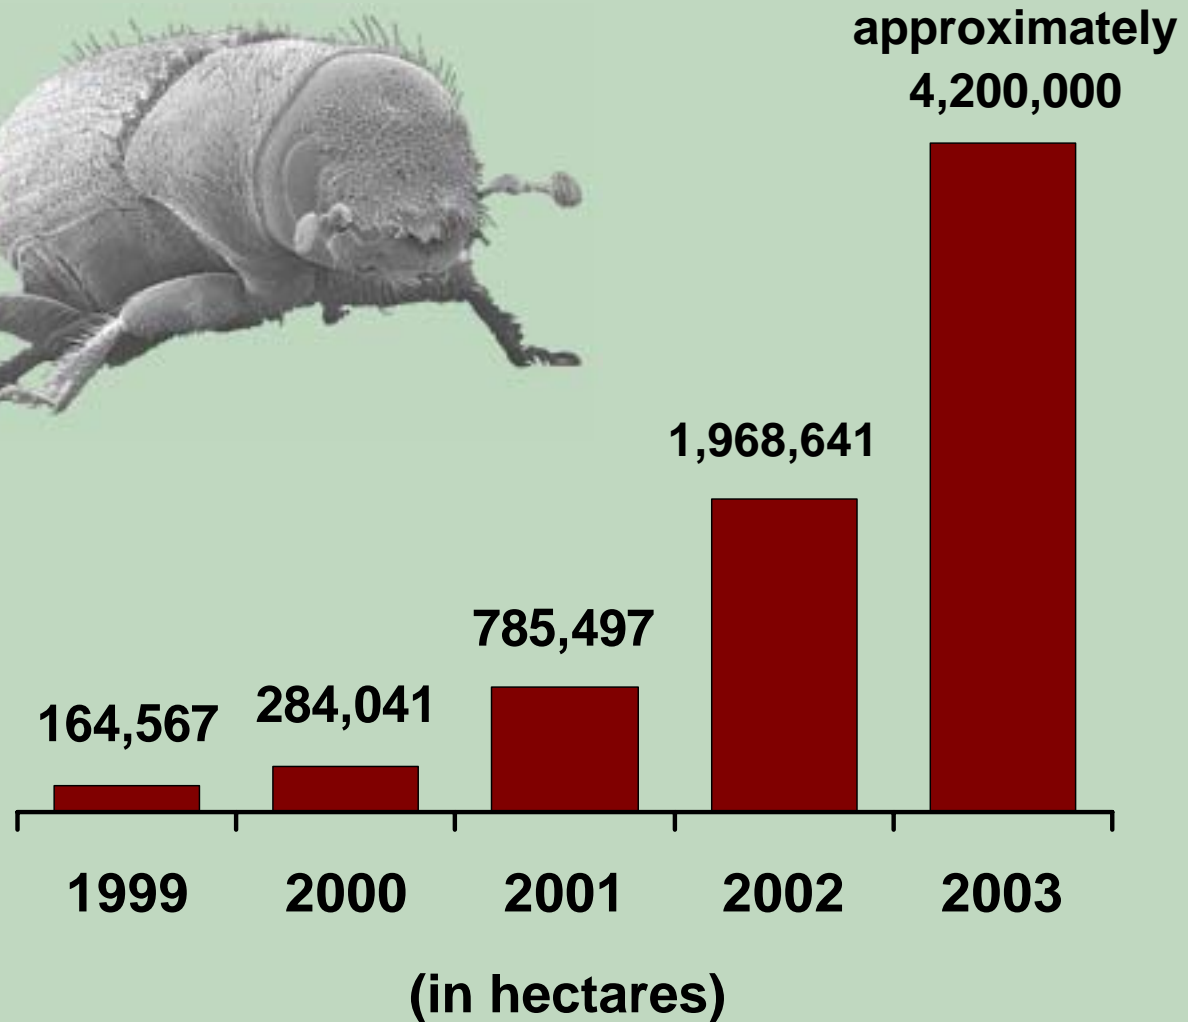 approximately
4,200,000
1,968,641
785,497
284,041
164,567
1999 2000 2001 2002 2003
(in hectares)